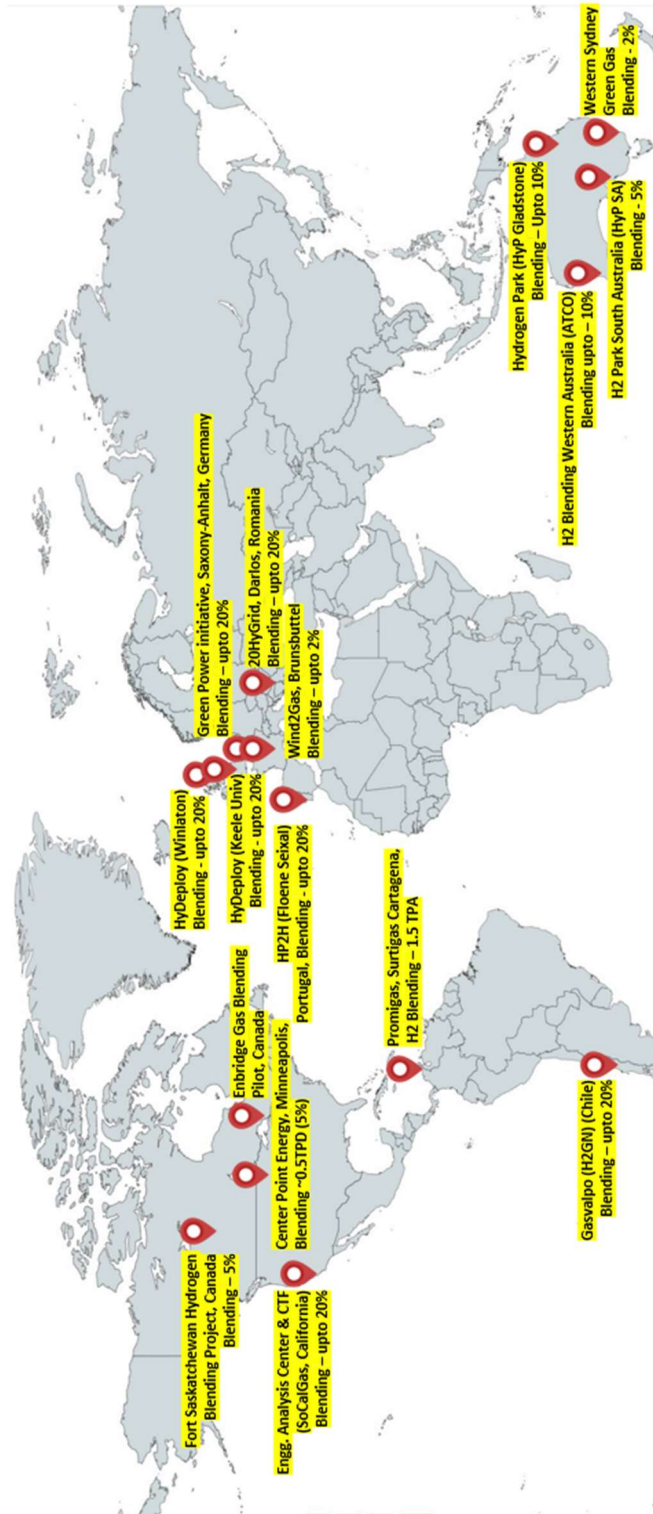 Fort Saskatchewan Hydrogen
Blending Project, Canada
Blending – 5%
Engg. Analysis Center & CTF
(SoCalGas, California)
Blending – upto 20%
Enbridge Gas Blending
Pilot, Canada
Center Point Energy, Minneapolis,
Blending ~0.5TPD (5%)
Promigas, Surtigas Cartagena,
H2 Blending – 1.5 TPA
Gasvalpo (H2GN) (Chile)
Blending – upto 20%
HyDeploy (Winlaton)
Blending - upto 20%
HyDeploy (Keele Univ)
Blending - upto 20%
HP2H (Floene Seixal)
Portugal, Blending - upto 20%
Green Power initiative, Saxony-Anhalt, Germany
Blending – upto 20%
20HyGrid, Darlos, Romania
Blending – upto 20%
Wind2Gas, Brunsbuttel
Blending – upto 2%
Hydrogen Park (HyP Gladstone)
Blending – Upto 10%
H2 Blending Western Australia (ATCO)
Blending upto – 10%
H2 Park South Australia (HyP SA)
Blending - 5%
Western Sydney
Green Gas
Blending - 2%